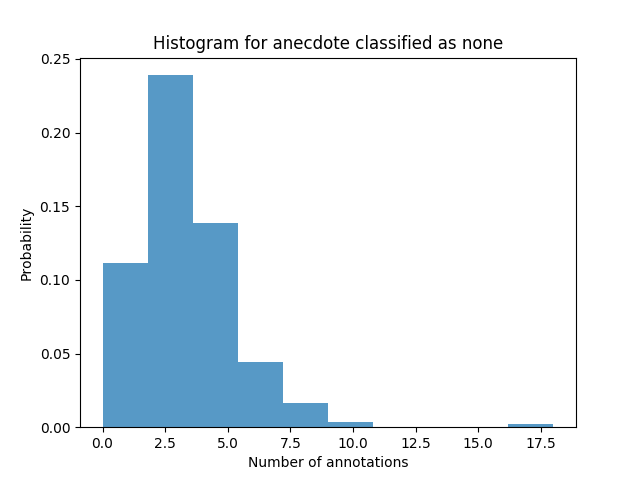 Histogram for anecdote classified as none
0.25
0.20
0.15
0.10
0.05
0.00
Probability
0.0 2.5 5.0 7.5 10.0 12.5 15.0 17.5
Number of annotations